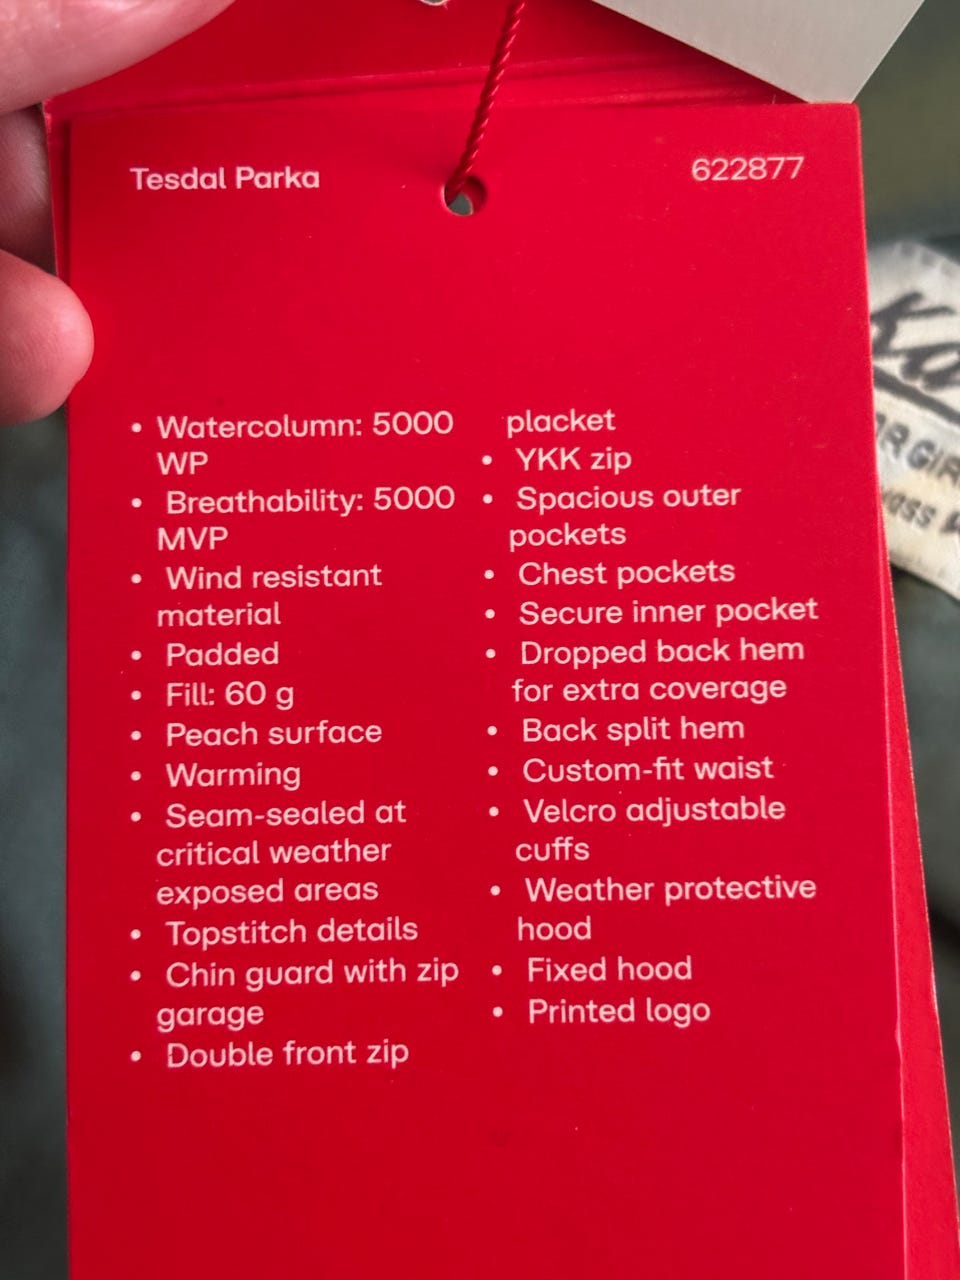 Tesdal Parka
622877
• Watercolumn: 5000
WP
• Breathability: 5000
MVP
• Wind resistant
material
• Padded
• Fill: 60 g
• Peach surface
• Warming
• Seam-sealed at
critical weather
exposed areas
• Topstitch details
• Chin guard with zip
garage
• Double front zip
placket
• YKK zip
• Spacious outer
pockets
• Chest pockets
• Secure inner pocket
• Dropped back hem
for extra coverage
• Back split hem
• Custom-fit waist
• Velcro adjustable
cuffs
• Weather protective
hood
• Fixed hood
• Printed logo